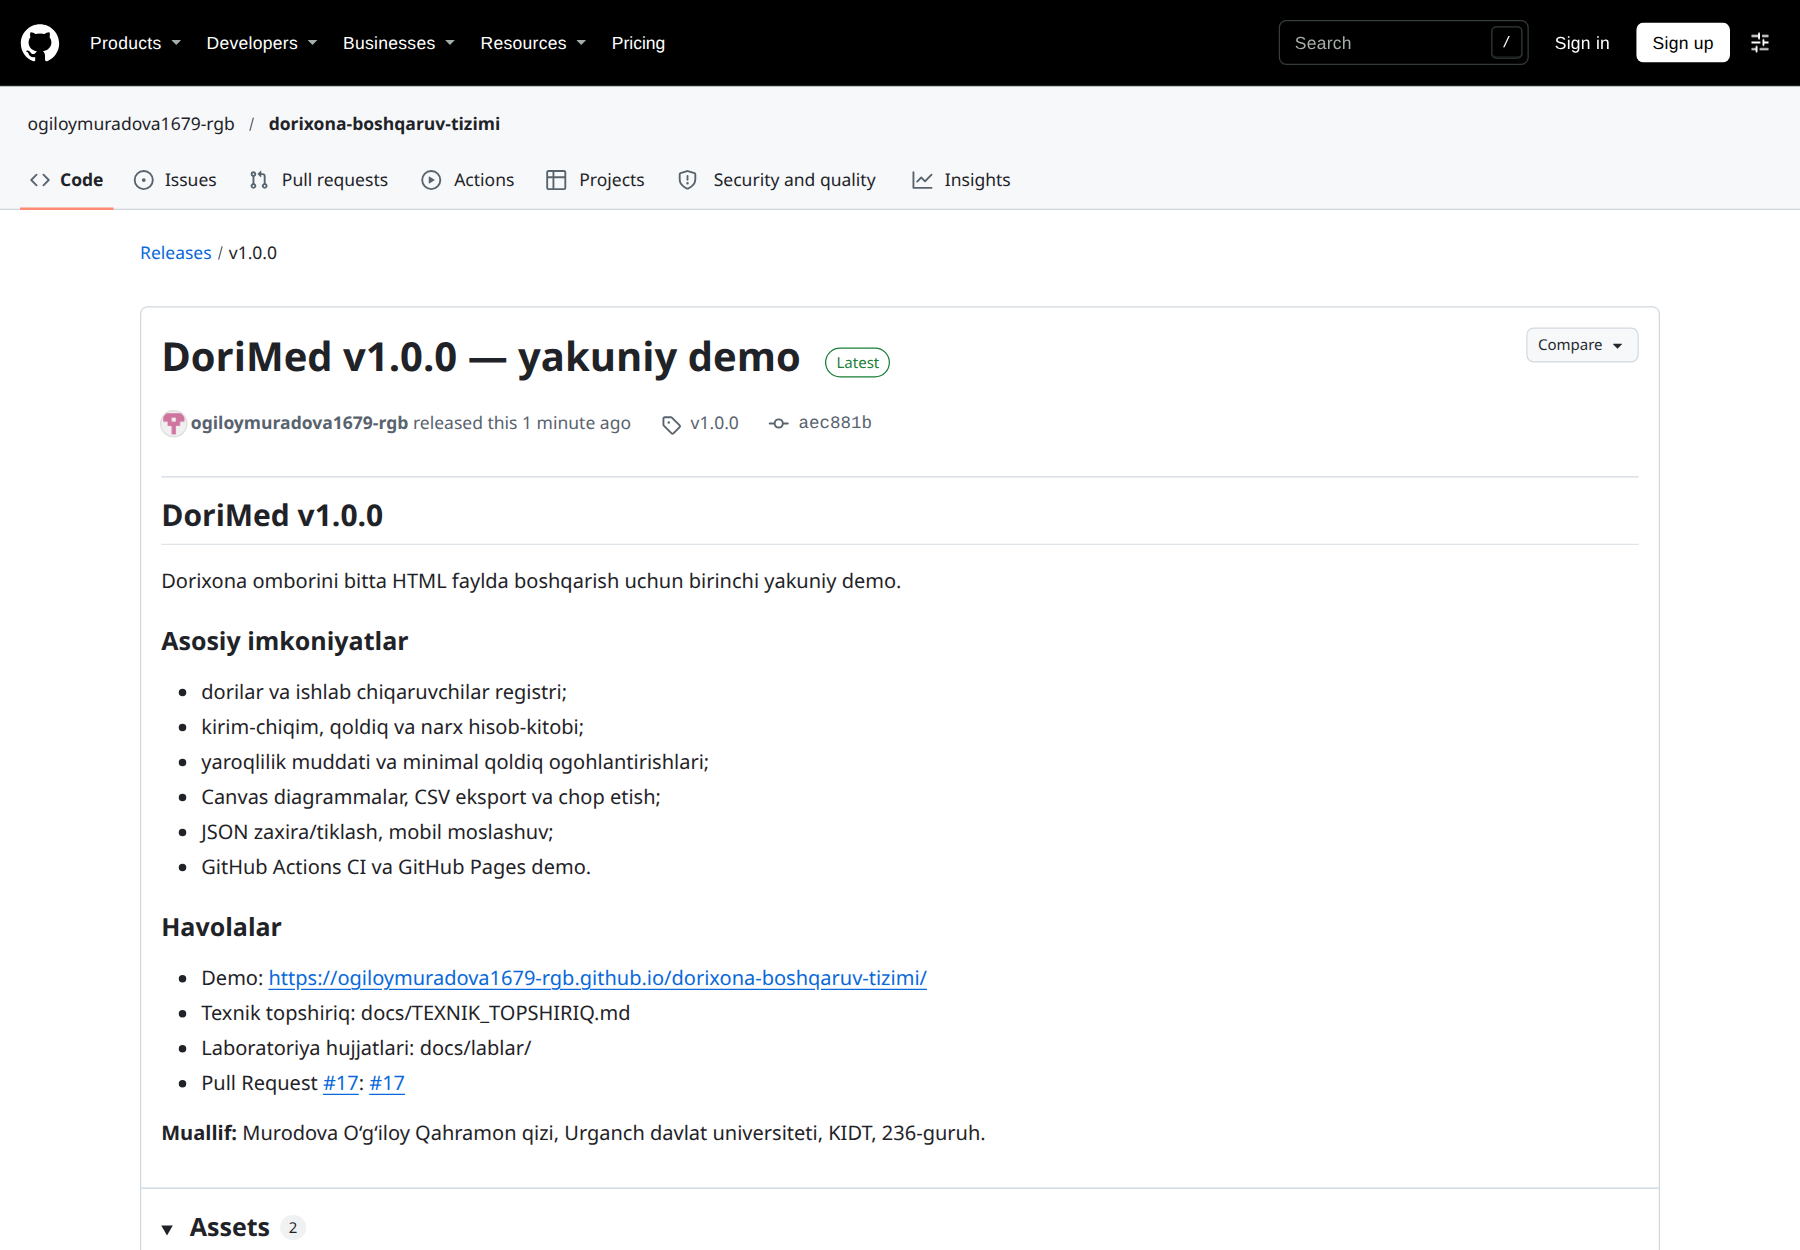 Products Developers Businesses Resources Pricing Search / Sign in Sign up
ogiloymuradova1679-rgb / dorixona-boshqaruv-tizimi
Code Issues Pull requests Actions Projects Security and quality Insights
Releases / v1.0.0
DoriMed v1.0.0 — yakuniy demo Latest Compare
ogiloymuradova1679-rgb released this 1 minute ago v1.0.0 aec881b
DoriMed v1.0.0
Dorixona omborini bitta HTML faylda boshqarish uchun birinchi yakuniy demo.
Asosiy imkoniyatlar
• dorilar va ishlab chiqaruvchilar registri;
• kirim-chiqim, qoldiq va narx hisob-kitobi;
• yaroqlilik muddati va minimal qoldiq ogohlantirishlari;
• Canvas diagrammalar, CSV eksport va chop etish;
• JSON zaxira/tiklash, mobil moslashuv;
• GitHub Actions CI va GitHub Pages demo.
Havolalar
• Demo: https://ogiloymuradova1679-rgb.github.io/dorixona-boshqaruv-tizimi/
• Texnik topshiriq: docs/TEXNIK_TOPSHIRIQ.md
• Laboratoriya hujjatlari: docs/lablar/
• Pull Request #17: #17
Muallif: Murodova O‘g‘iloy Qahramon qizi, Urganch davlat universiteti, KIDT, 236-guruh.
Assets 2